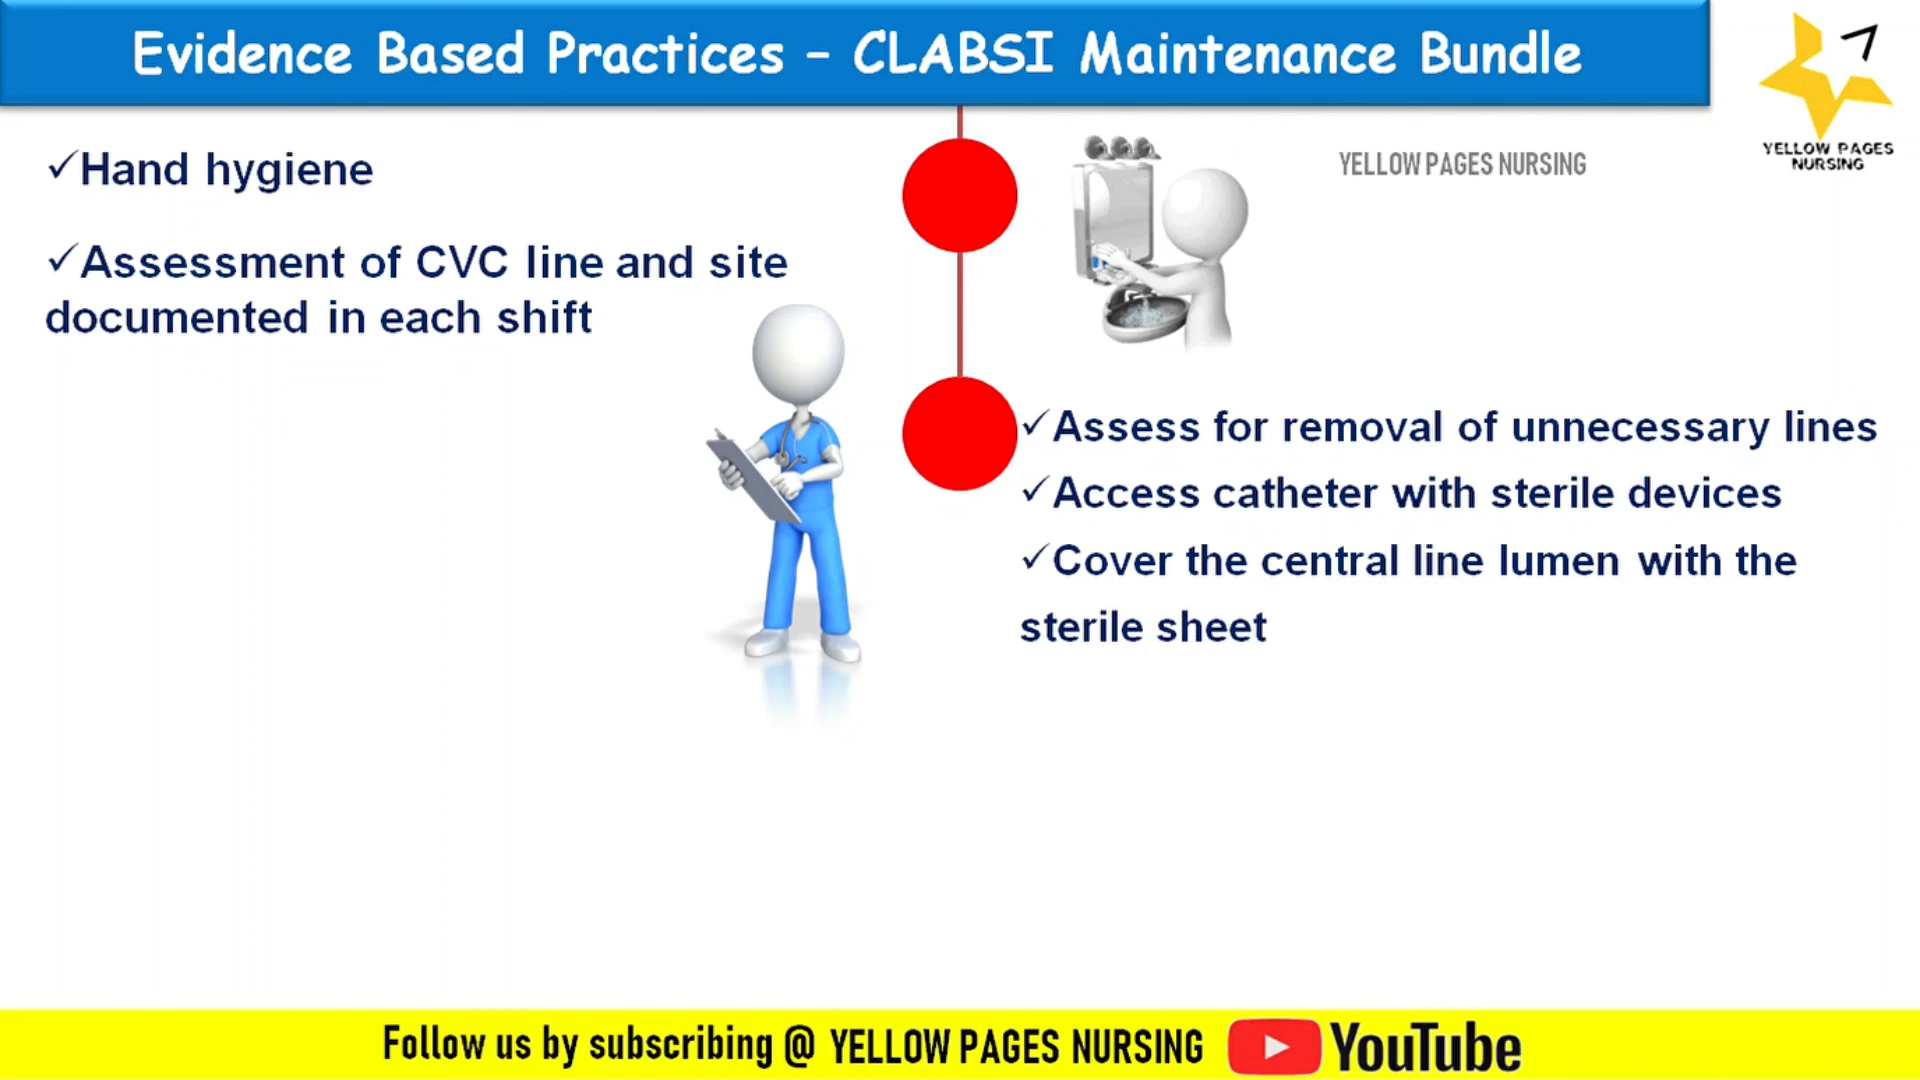 Evidence Based Practices – CLABSI Maintenance Bundle
YELLOW PAGES
NURSING
YELLOW PAGES NURSING
✓Hand hygiene
✓Assessment of CVC line and site
documented in each shift
✓Assess for removal of unnecessary lines
✓Access catheter with sterile devices
✓Cover the central line lumen with the
sterile sheet
Follow us by subscribing @ YELLOW PAGES NURSING YouTube